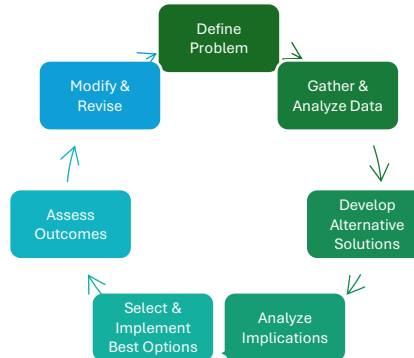 Define
Problem
Gather &
Analyze Data
Develop
Alternative
Solutions
Analyze
Implications
Select &
Implement
Best Options
Assess
Outcomes
Modify &
Revise